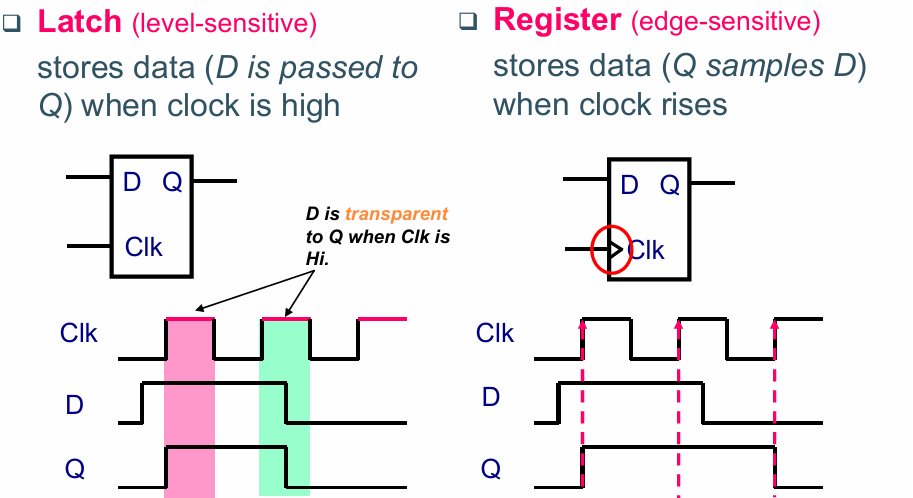 ❑ Latch (level-sensitive)
stores data (D is passed to
Q) when clock is high
D Q
Clk
D is transparent
to Q when Clk is
Hi.
Clk
D
Q
❑ Register (edge-sensitive)
stores data (Q samples D)
when clock rises
D Q
Clk
Clk
D
Q